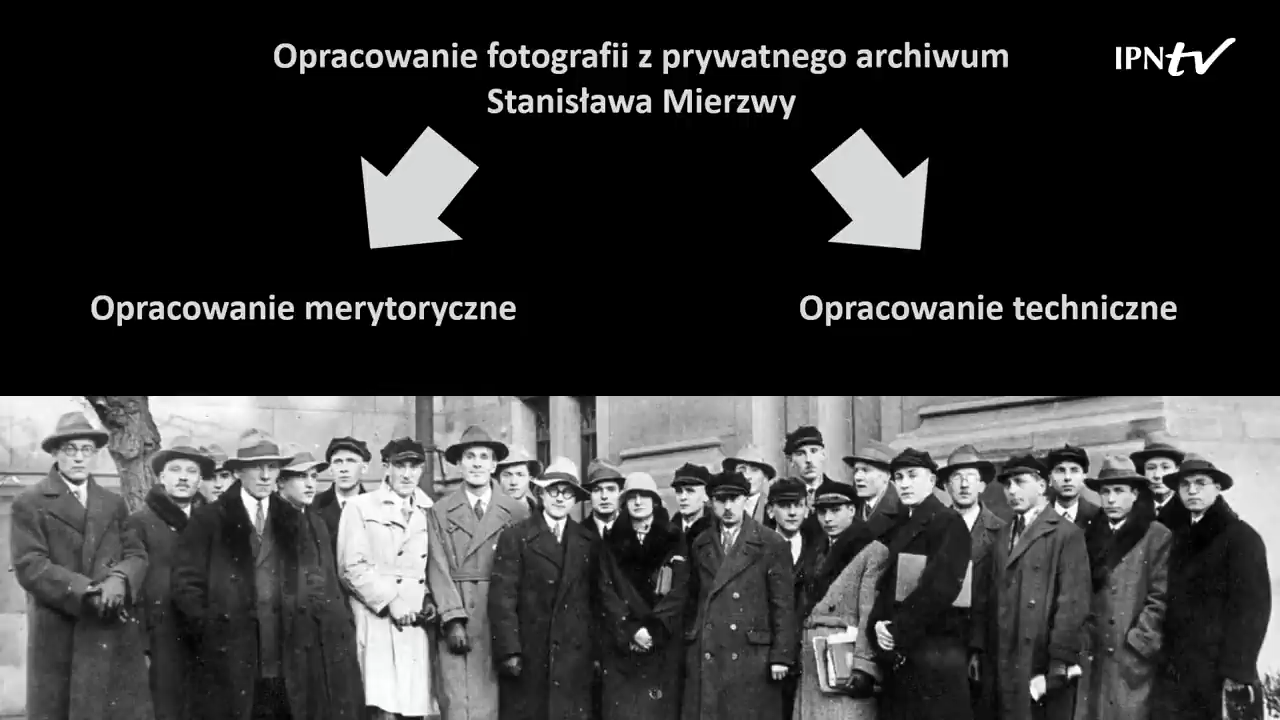 Opracowanie fotografii z prywatnego archiwum
Stanisława Mierzwy
IPNtv
Opracowanie merytoryczne
Opracowanie techniczne